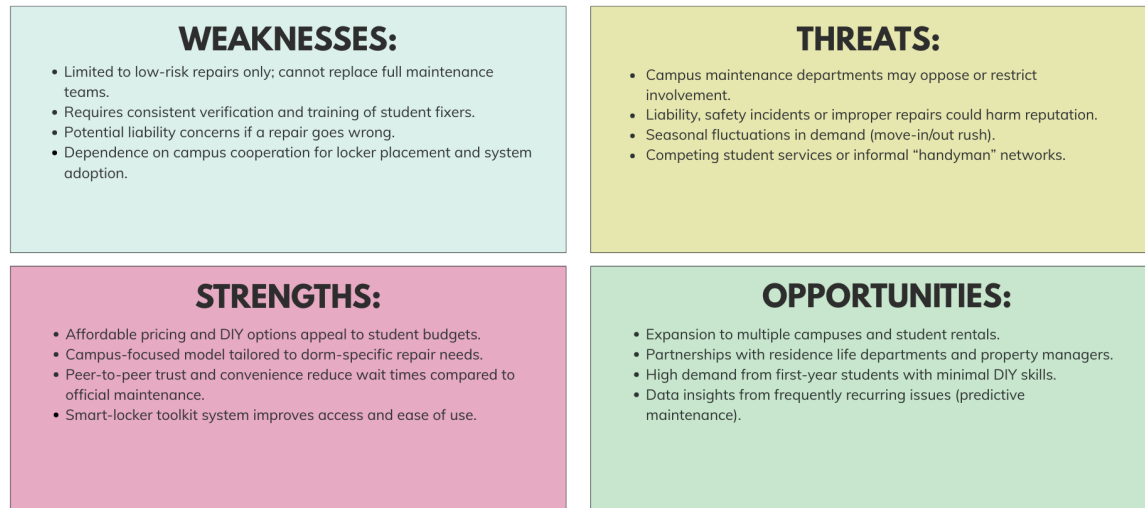 WEAKNESSES:
• Limited to low-risk repairs only; cannot replace full maintenance
teams.
• Requires consistent verification and training of student fixers.
• Potential liability concerns if a repair goes wrong.
• Dependence on campus cooperation for locker placement and system
adoption.
THREATS:
• Campus maintenance departments may oppose or restrict
involvement.
• Liability, safety incidents or improper repairs could harm reputation.
• Seasonal fluctuations in demand (move-in/out rush).
• Competing student services or informal “handyman” networks.
STRENGTHS:
• Affordable pricing and DIY options appeal to student budgets.
• Campus-focused model tailored to dorm-specific repair needs.
• Peer-to-peer trust and convenience reduce wait times compared to
official maintenance.
• Smart-locker toolkit system improves access and ease of use.
OPPORTUNITIES:
• Expansion to multiple campuses and student rentals.
• Partnerships with residence life departments and property managers.
• High demand from first-year students with minimal DIY skills.
• Data insights from frequently recurring issues (predictive
maintenance).